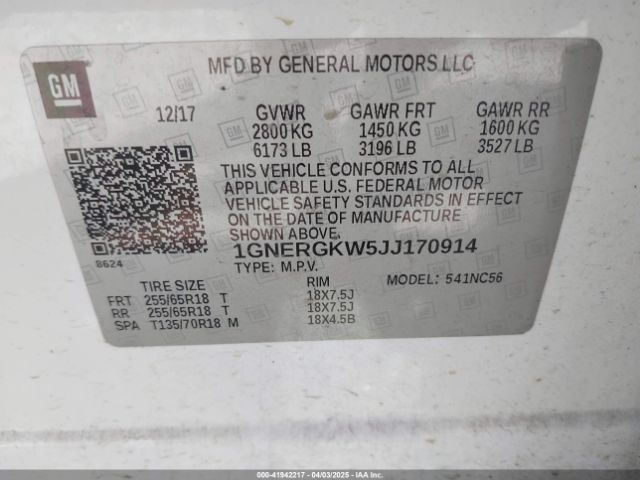 MFD BY GENERAL MOTORS LLC
GM
12/17 GVWR GAWR FRT GAWR RR
2800 KG 1450 KG 1600 KG
6173 LB 3196 LB 3527 LB
THIS VEHICLE CONFORMS TO ALL
APPLICABLE U.S. FEDERAL MOTOR
VEHICLE SAFETY STANDARDS IN EFFECT
ON THE DATE OF MANUFACTURE
SHOWN ABOVE.
8624
1GNERGKW5JJ170914
TYPE: M.P.V. MODEL: 541NC56
TIRE SIZE RIM
FRT 255/65R18 T 18X7.5J
RR 255/65R18 T 18X7.5J
SPA T135/70R18 M 18X4.5B
000-41942217 - 04/03/2025 - IAAI.COM